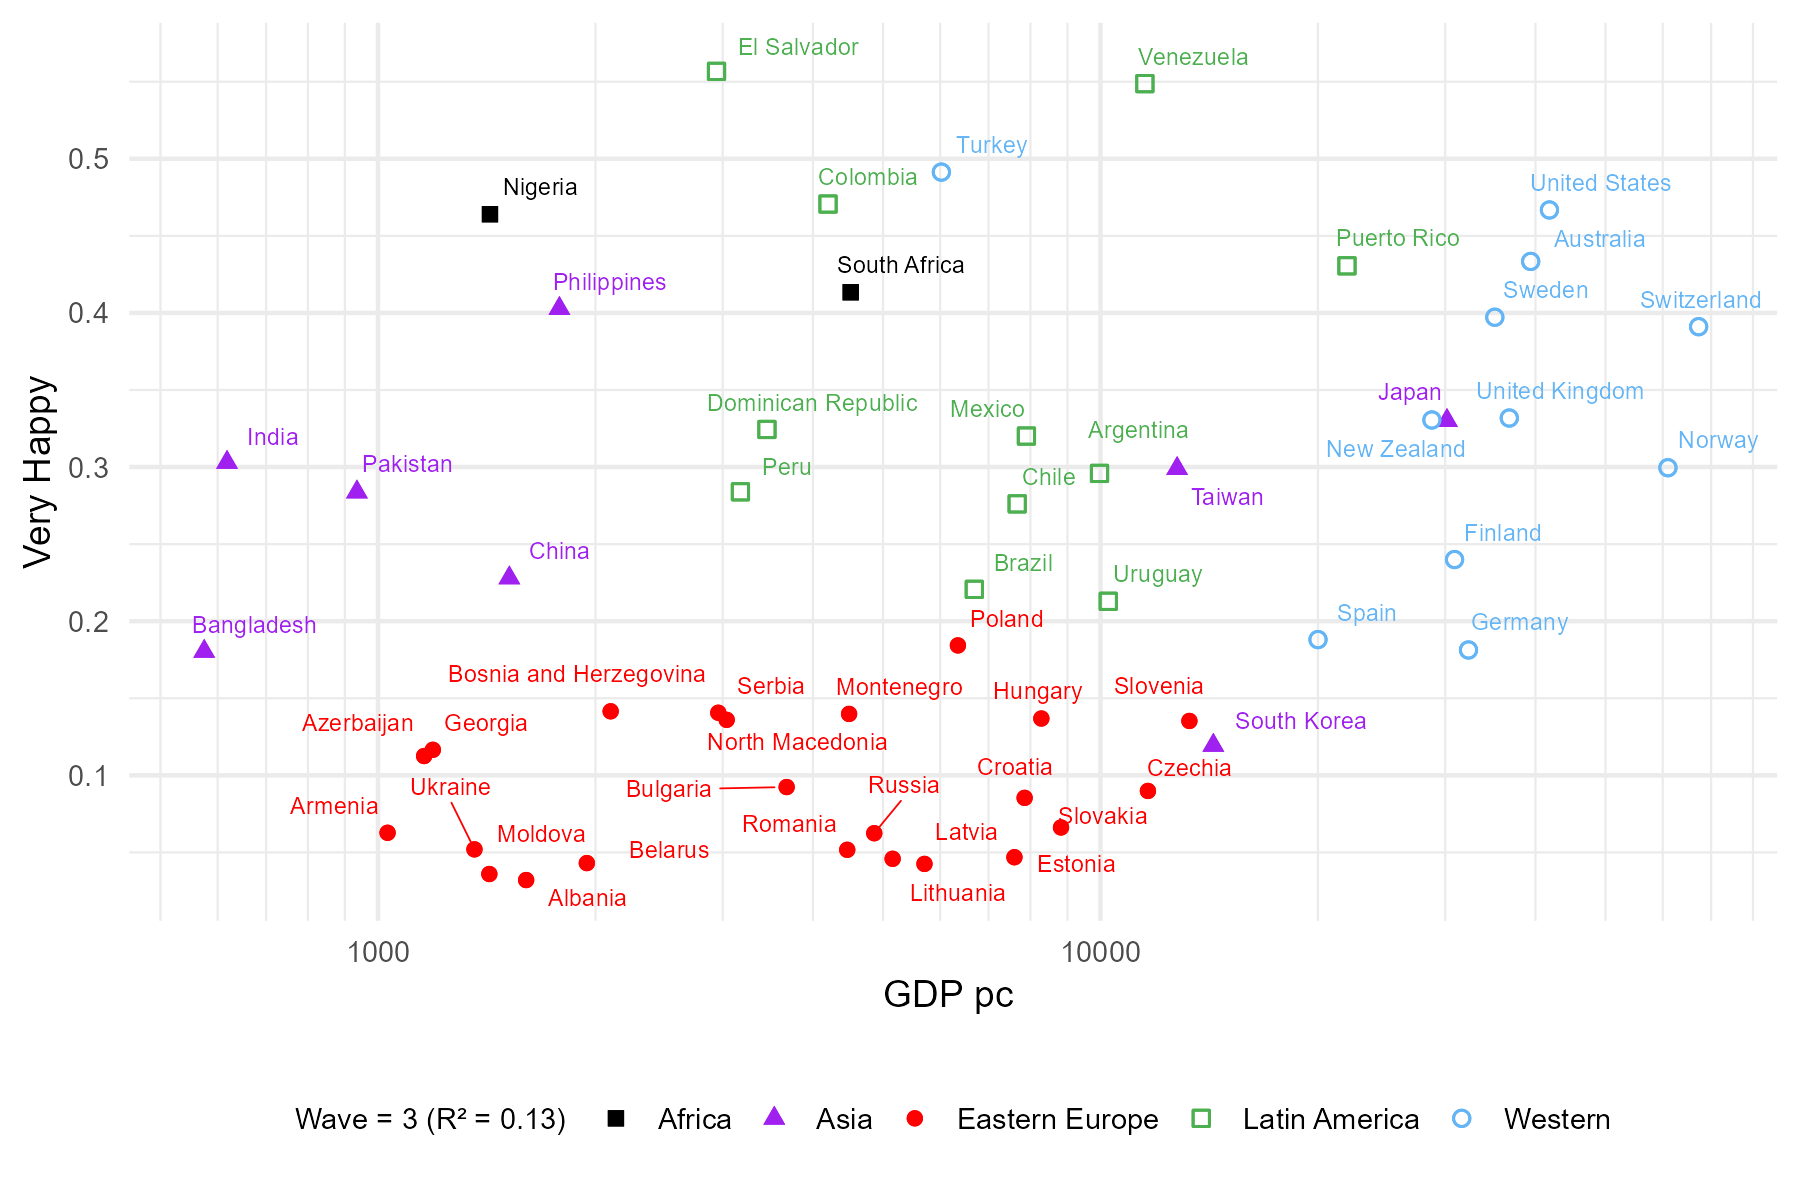 El Salvador
Venezuela
Turkey
0.5
Colombia
United States
Nigeria
Puerto Rico
Australia
South Africa
Philippines
Sweden
Switzerland
0.4
Japan
United Kingdom
Dominican Republic
Mexico
Argentina
India
Norway
New Zealand
0.3
Pakistan
Peru
Chile
Taiwan
Very Happy
China
Finland
Brazil
Uruguay
Spain
0.2
Bangladesh
Poland
Germany
Bosnia and Herzegovina
Serbia
Montenegro
Hungary
Slovenia
Azerbaijan
Georgia
South Korea
North Macedonia
0.1
Croatia
Czechia
Ukraine
Bulgaria
Russia
Armenia
Slovakia
Moldova
Romania
Latvia
Belarus
Estonia
Albania
Lithuania
1000
10000
GDP pc
Wave = 3 (R² = 0.13) Africa Asia Eastern Europe Latin America Western